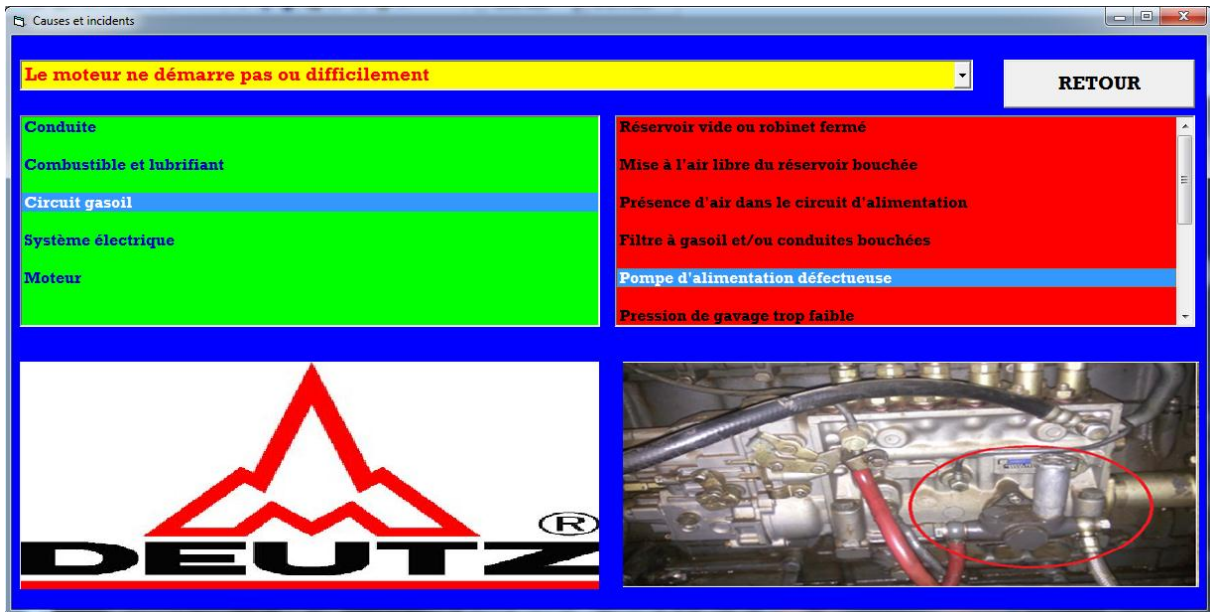 Causes et incidents
Le moteur ne démarre pas ou difficilement
RETOUR
Conduite
Combustible et lubrifiant
Circuit gasoil
Système électrique
Moteur
Réservoir vide ou robinet fermé
Mise à l'air libre du réservoir bouchée
Présence d'air dans le circuit d'alimentation
Filtre à gasoil et/ou conduites bouchées
Pompe d'alimentation défectueuse
Pression de gavage trop faible
DEUTZ
®